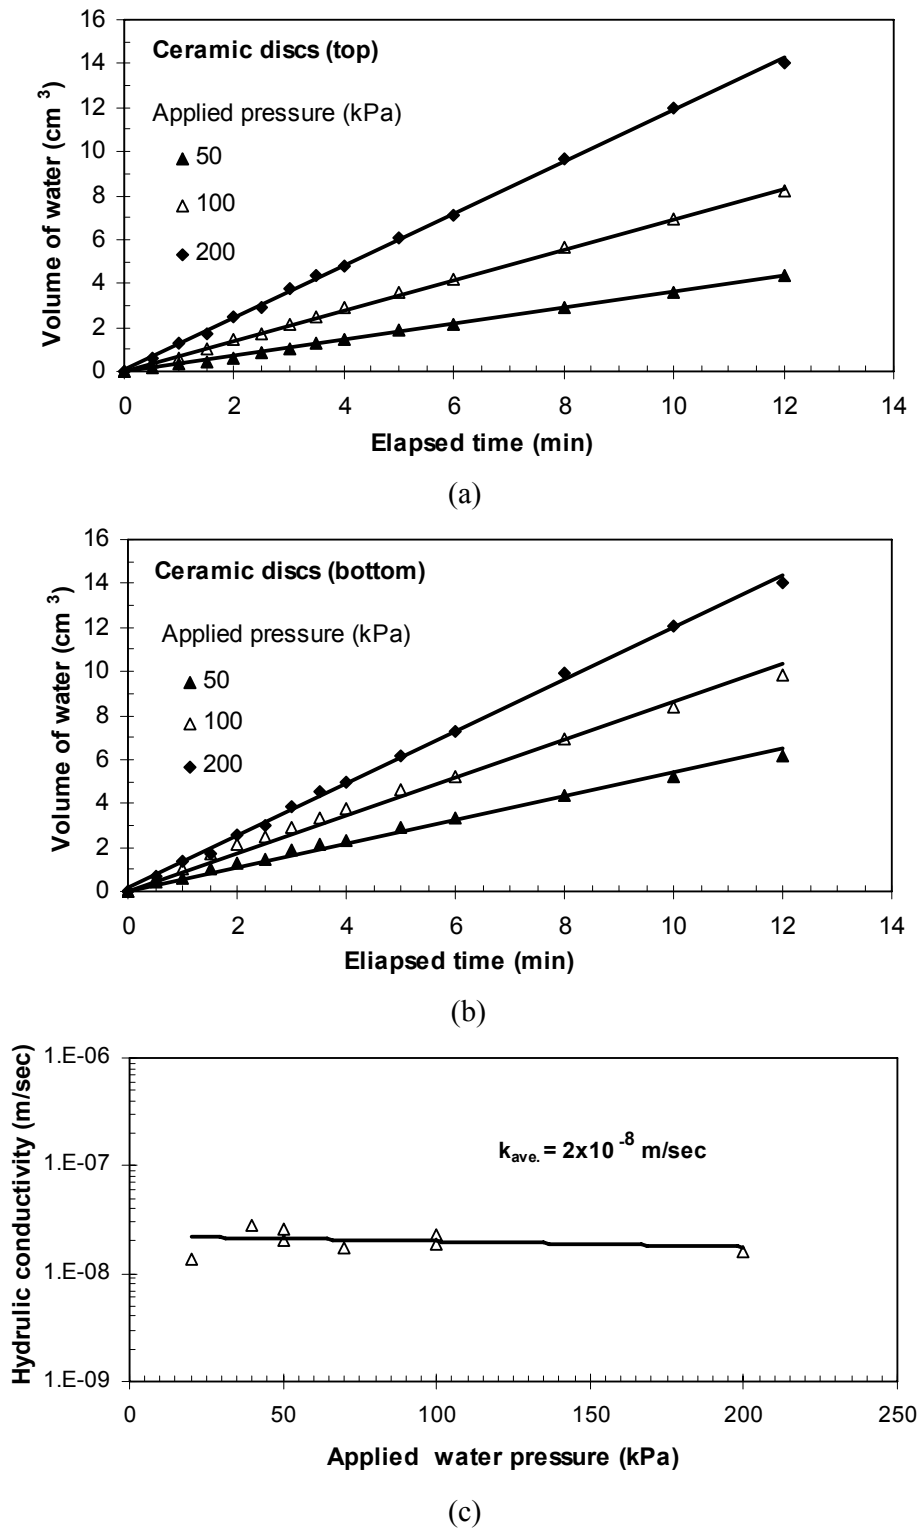 16
14
12
10
8
6
4
2
0
Volume of water (cm 3)
Ceramic discs (top)
Applied pressure (kPa)
50
100
200
0 2 4 6 8 10 12 14
Elapsed time (min)
(a)
16
14
12
10
8
6
4
2
0
Volume of water (cm 3)
Ceramic discs (bottom)
Applied pressure (kPa)
50
100
200
0 2 4 6 8 10 12 14
Eliapsed time (min)
(b)
1.E-06
1.E-07
1.E-08
1.E-09
Hydrulic conductivity (m/sec)
kave. = 2x10 -8 m/sec
0 50 100 150 200 250
Applied water pressure (kPa)
(c)